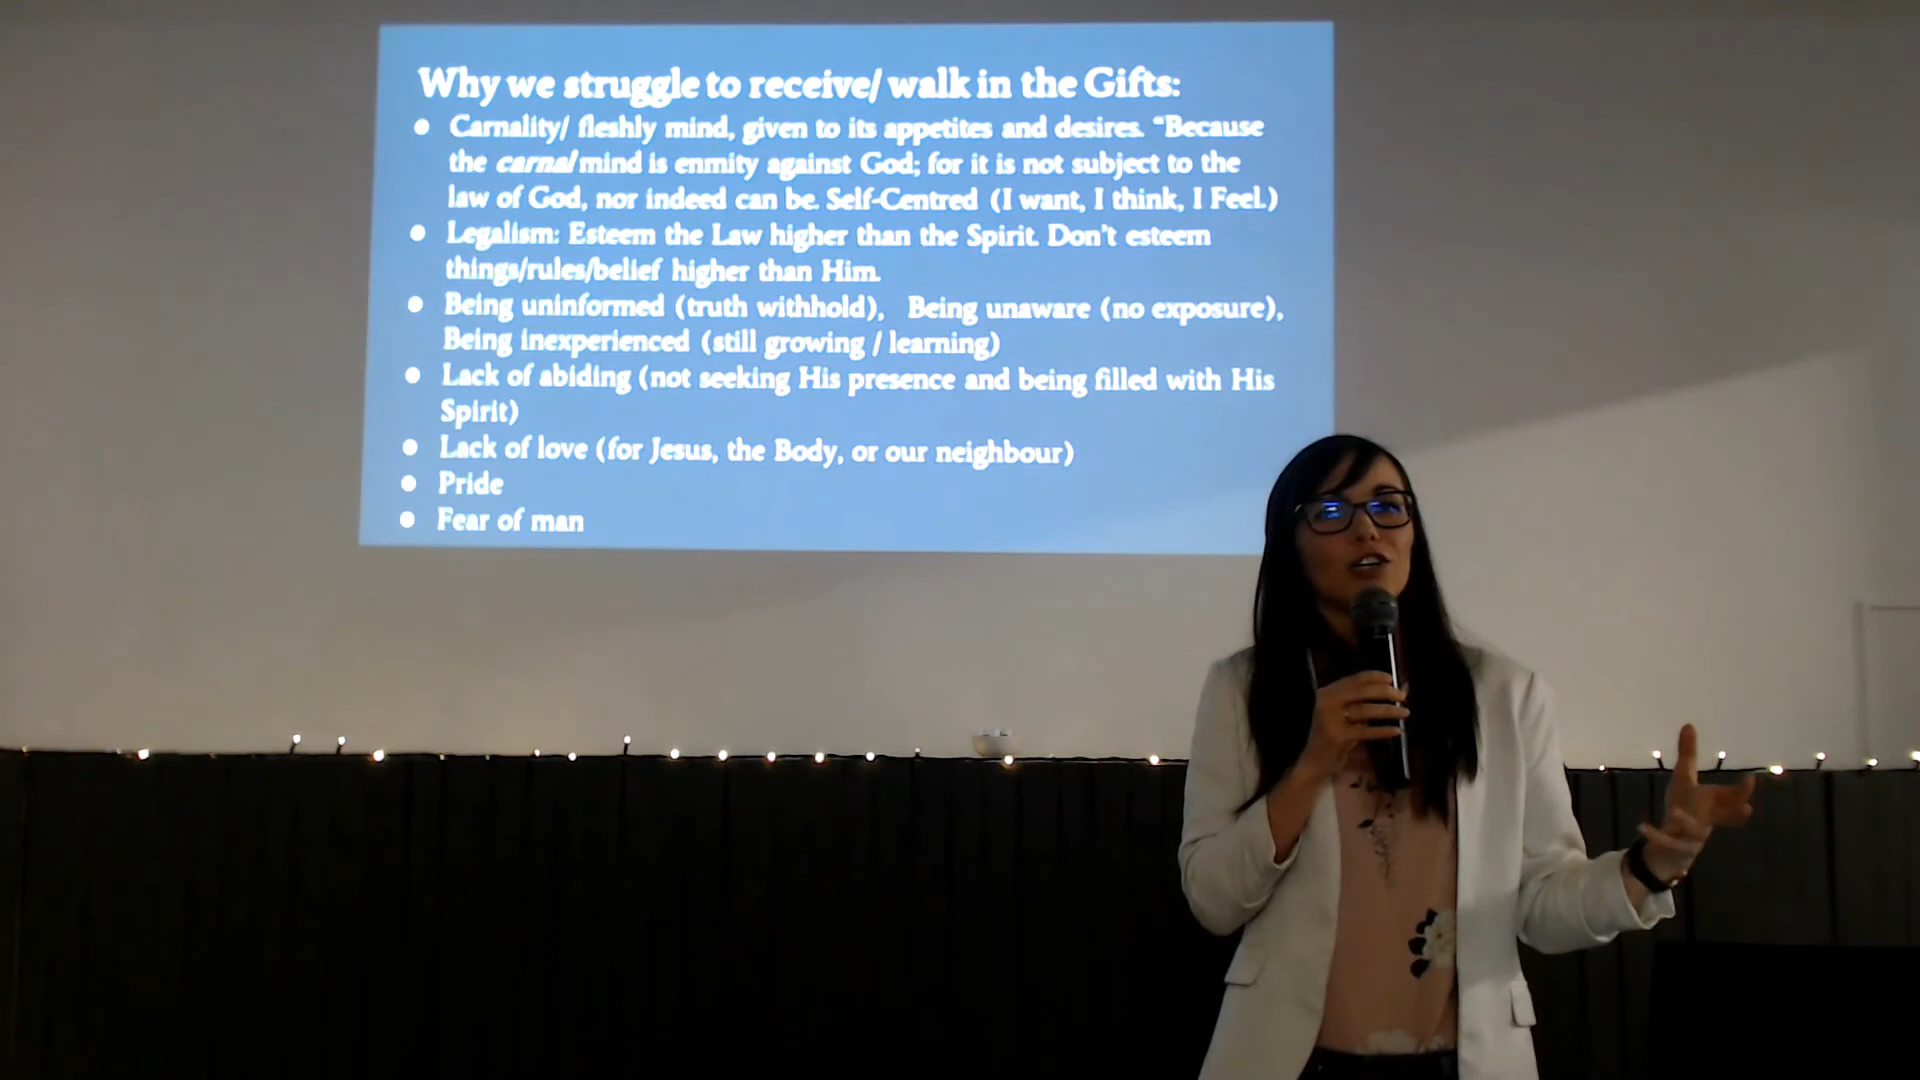 Why we struggle to receive/ walk in the Gifts:
● Carnality/ fleshly mind, given to its appetites and desires. “Because
the carnal mind is enmity against God; for it is not subject to the
law of God, nor indeed can be. Self-Centred (I want, I think, I Feel.)
● Legalism: Esteem the Law higher than the Spirit. Don't esteem
things/rules/belief higher than Him.
● Being uninformed (truth withhold), Being unaware (no exposure),
Being inexperienced (still growing / learning)
● Lack of abiding (not seeking His presence and being filled with His
Spirit)
● Lack of love (for Jesus, the Body, or our neighbour)
● Pride
● Fear of man